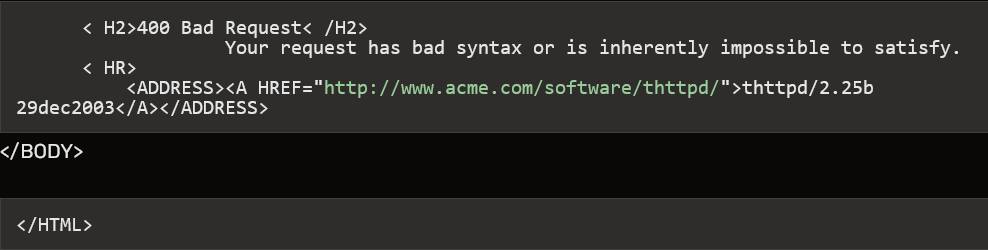 < H2>400 Bad Request< /H2>
Your request has bad syntax or is inherently impossible to satisfy.
< HR>
<ADDRESS><A HREF="http://www.acme.com/software/thttpd/">thttpd/2.25b
29dec2003</A></ADDRESS>
</BODY>
</HTML>